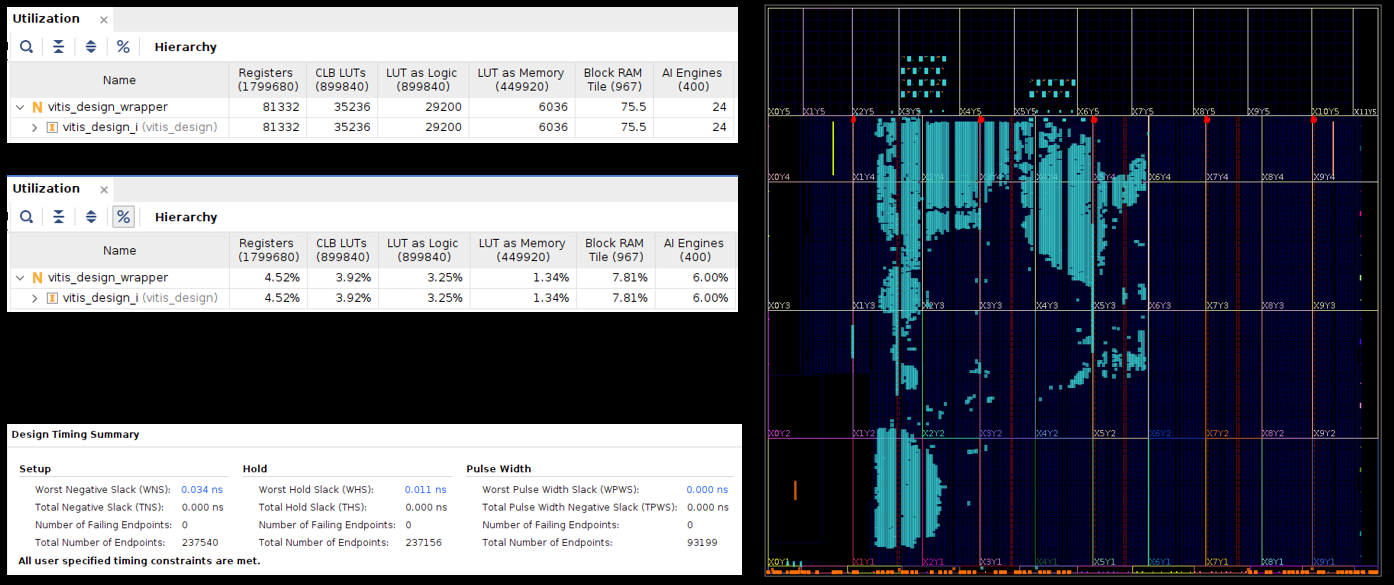 Utilization
Hierarchy
Name Registers (1799680) CLB LUTs (899840) LUT as Logic (899840) LUT as Memory (449920) Block RAM Tile (967) AI Engines (400)
N vitis_design_wrapper 81332 35236 29200 6036 75.5 24
vitis_design_i (vitis_design) 81332 35236 29200 6036 75.5 24
Utilization
Hierarchy
Name Registers (1799680) CLB LUTs (899840) LUT as Logic (899840) LUT as Memory (449920) Block RAM Tile (967) AI Engines (400)
N vitis_design_wrapper 4.52% 3.92% 3.25% 1.34% 7.81% 6.00%
vitis_design_i (vitis_design) 4.52% 3.92% 3.25% 1.34% 7.81% 6.00%
Design Timing Summary
Setup Hold Pulse Width
Worst Negative Slack (WNS): 0.034 ns Worst Hold Slack (WHS): 0.011 ns Worst Pulse Width Slack (WPWS): 0.000 ns
Total Negative Slack (TNS): 0.000 ns Total Hold Slack (THS): 0.000 ns Total Pulse Width Negative Slack (TPWS): 0.000 ns
Number of Failing Endpoints: 0 Number of Failing Endpoints: 0 Number of Failing Endpoints: 0
Total Number of Endpoints: 237540 Total Number of Endpoints: 237156 Total Number of Endpoints: 93199
All user specified timing constraints are met.
X0Y5 X1Y5 X2Y5 X3Y5 X4Y5 X5Y5 X6Y5 X7Y5 X8Y5 X9Y5 X10Y5 X11Y5
X0Y4 X1Y4 X2Y4 X3Y4 X4Y4 X5Y4 X6Y4 X7Y4 X8Y4 X9Y4
X0Y3 X1Y3 X2Y3 X3Y3 X4Y3 X5Y3 X6Y3 X7Y3 X8Y3 X9Y3
X0Y2 X1Y2 X2Y2 X3Y2 X4Y2 X5Y2 X6Y2 X7Y2 X8Y2 X9Y2
X0Y1 X1Y1 X2Y1 X3Y1 X4Y1 X5Y1 X6Y1 X7Y1 X8Y1 X9Y1